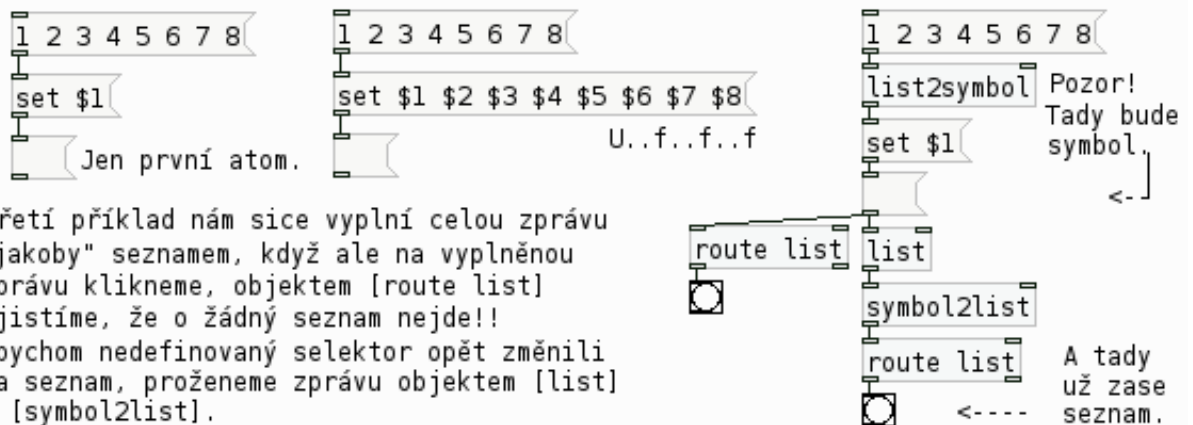 1 2 3 4 5 6 7 8
set $1
Jen první atom.
1 2 3 4 5 6 7 8
set $1 $2 $3 $4 $5 $6 $7 $8
U..f..f..f
1 2 3 4 5 6 7 8
list2symbol
Pozor!
Tady bude
symbol.
set $1
<-
route list
list
symbol2list
route list
A tady
už zase
seznam.
<----
řetí příklad nám sice vyplní celou zprávu
jakoby" seznamem, když ale na vyplněnou
právu klikneme, objektem [route list]
jistíme, že o žádný seznam nejde!!
bychom nedefinovaný selektor opět změnili
a seznam, proženeme zprávu objektem [list]
[symbol2list].